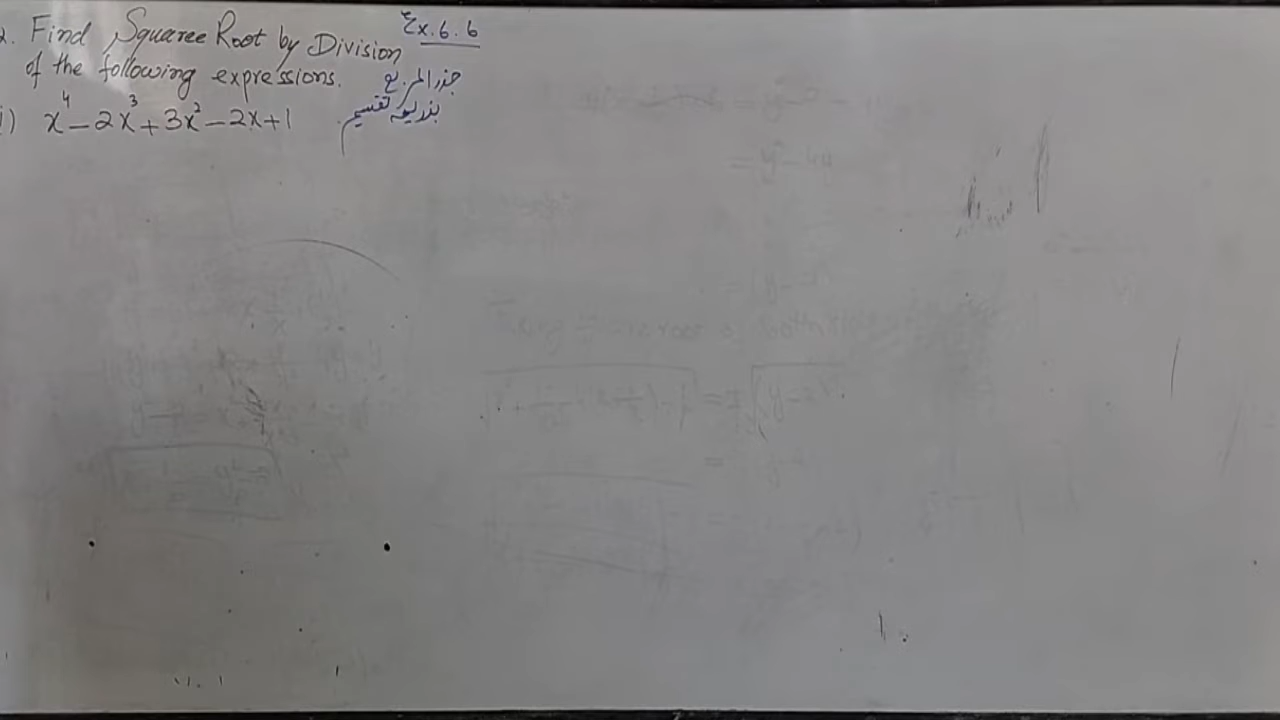 2. Find Squaree Root by Division Ex. 6. 6
of the following expressions. جذر المربع
i) x⁴ - 2x³ + 3x² - 2x + 1 بذریعہ تقسیم